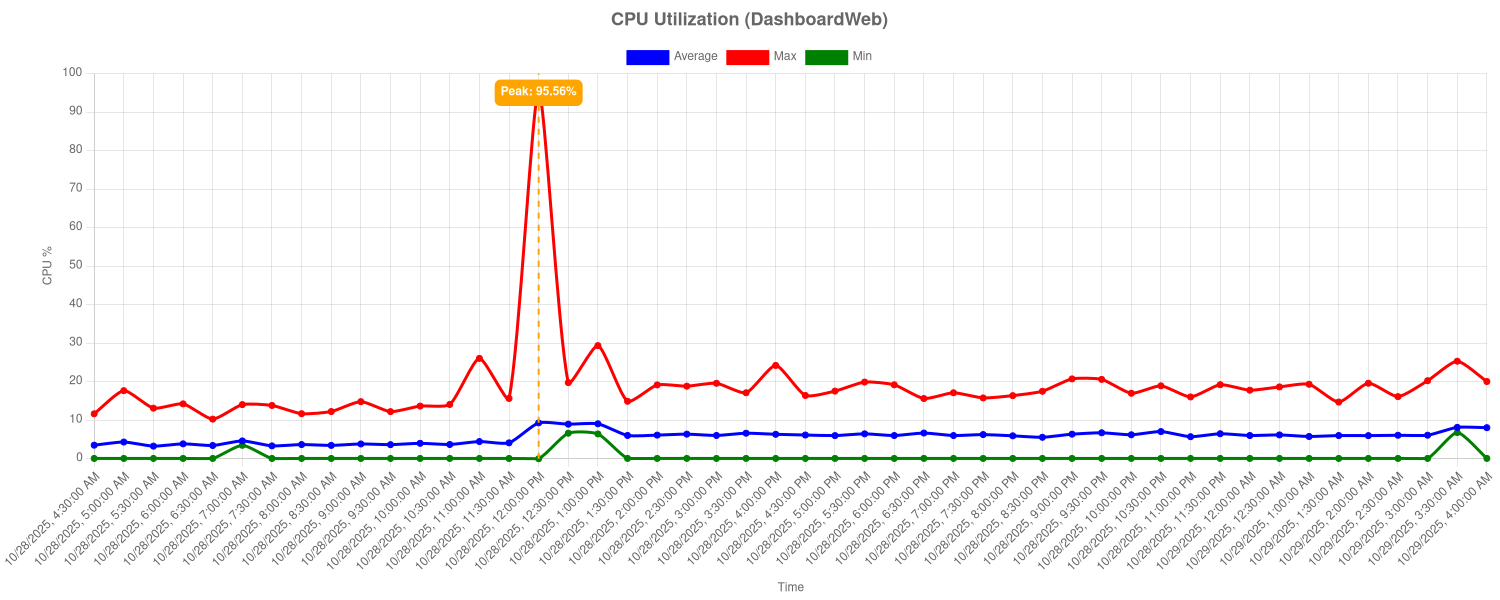 CPU Utilization (DashboardWeb)
Average Max Min
Peak: 95.56%
100
90
80
70
60
50
40
30
20
10
0
CPU %
10/28/2025, 4:30:00 AM
10/28/2025, 5:00:00 AM
10/28/2025, 5:30:00 AM
10/28/2025, 6:00:00 AM
10/28/2025, 6:30:00 AM
10/28/2025, 7:00:00 AM
10/28/2025, 7:30:00 AM
10/28/2025, 8:00:00 AM
10/28/2025, 8:30:00 AM
10/28/2025, 9:00:00 AM
10/28/2025, 9:30:00 AM
10/28/2025, 10:00:00 AM
10/28/2025, 10:30:00 AM
10/28/2025, 11:00:00 AM
10/28/2025, 11:30:00 AM
10/28/2025, 12:00:00 PM
10/28/2025, 12:30:00 PM
10/28/2025, 1:00:00 PM
10/28/2025, 1:30:00 PM
10/28/2025, 2:00:00 PM
10/28/2025, 2:30:00 PM
10/28/2025, 3:00:00 PM
10/28/2025, 3:30:00 PM
10/28/2025, 4:00:00 PM
10/28/2025, 4:30:00 PM
10/28/2025, 5:00:00 PM
10/28/2025, 5:30:00 PM
10/28/2025, 6:00:00 PM
10/28/2025, 6:30:00 PM
10/28/2025, 7:00:00 PM
10/28/2025, 7:30:00 PM
10/28/2025, 8:00:00 PM
10/28/2025, 8:30:00 PM
10/28/2025, 9:00:00 PM
10/28/2025, 9:30:00 PM
10/28/2025, 10:00:00 PM
10/28/2025, 10:30:00 PM
10/28/2025, 11:00:00 PM
10/28/2025, 11:30:00 PM
10/29/2025, 12:00:00 AM
10/29/2025, 12:30:00 AM
10/29/2025, 1:00:00 AM
10/29/2025, 1:30:00 AM
10/29/2025, 2:00:00 AM
10/29/2025, 2:30:00 AM
10/29/2025, 3:00:00 AM
10/29/2025, 3:30:00 AM
10/29/2025, 4:00:00 AM
Time